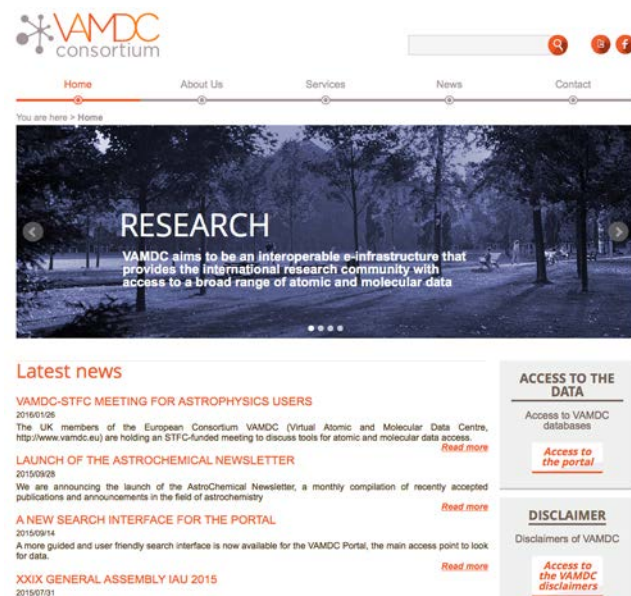 VAMDC
consortium
Home
About Us
Services
News
Contact
You are here > Home
RESEARCH
VAMDC aims to be an interoperable e-infrastructure that
provides the international research community with
access to a broad range of atomic and molecular data
Latest news
VAMDC-STFC MEETING FOR ASTROPHYSICS USERS
2016/01/26
The UK members of the European Consortium VAMDC (Virtual Atomic and Molecular Data Centre,
http://www.vamdc.eu) are holding an STFC-funded meeting to discuss tools for atomic and molecular data access.
Read more
LAUNCH OF THE ASTROCHEMICAL NEWSLETTER
2015/09/28
We are announcing the launch of the AstroChemical Newsletter, a monthly compilation of recently accepted
publications and announcements in the field of astrochemistry
Read more
A NEW SEARCH INTERFACE FOR THE PORTAL
2015/09/14
A more guided and user friendly search interface is now available for the VAMDC Portal, the main access point to look
for data.
Read more
XXIX GENERAL ASSEMBLY IAU 2015
2015/07/31
ACCESS TO THE
DATA
Access to VAMDC
databases
Access to
the portal
DISCLAIMER
Disclaimers of VAMDC
Access to
the VAMDC
disclaimers